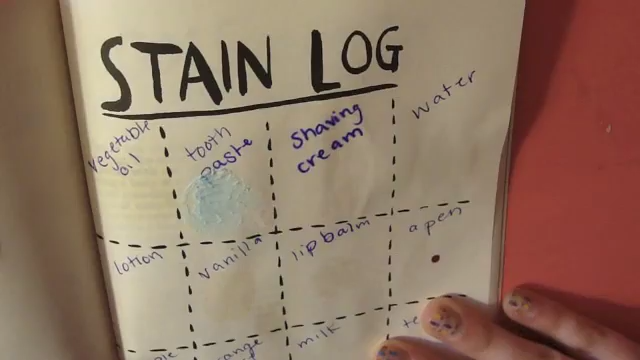 STAIN LOG
vegetable
oil
tooth
paste
shaving
cream
water
lotion
vanilla
lip balm
a pen
milk